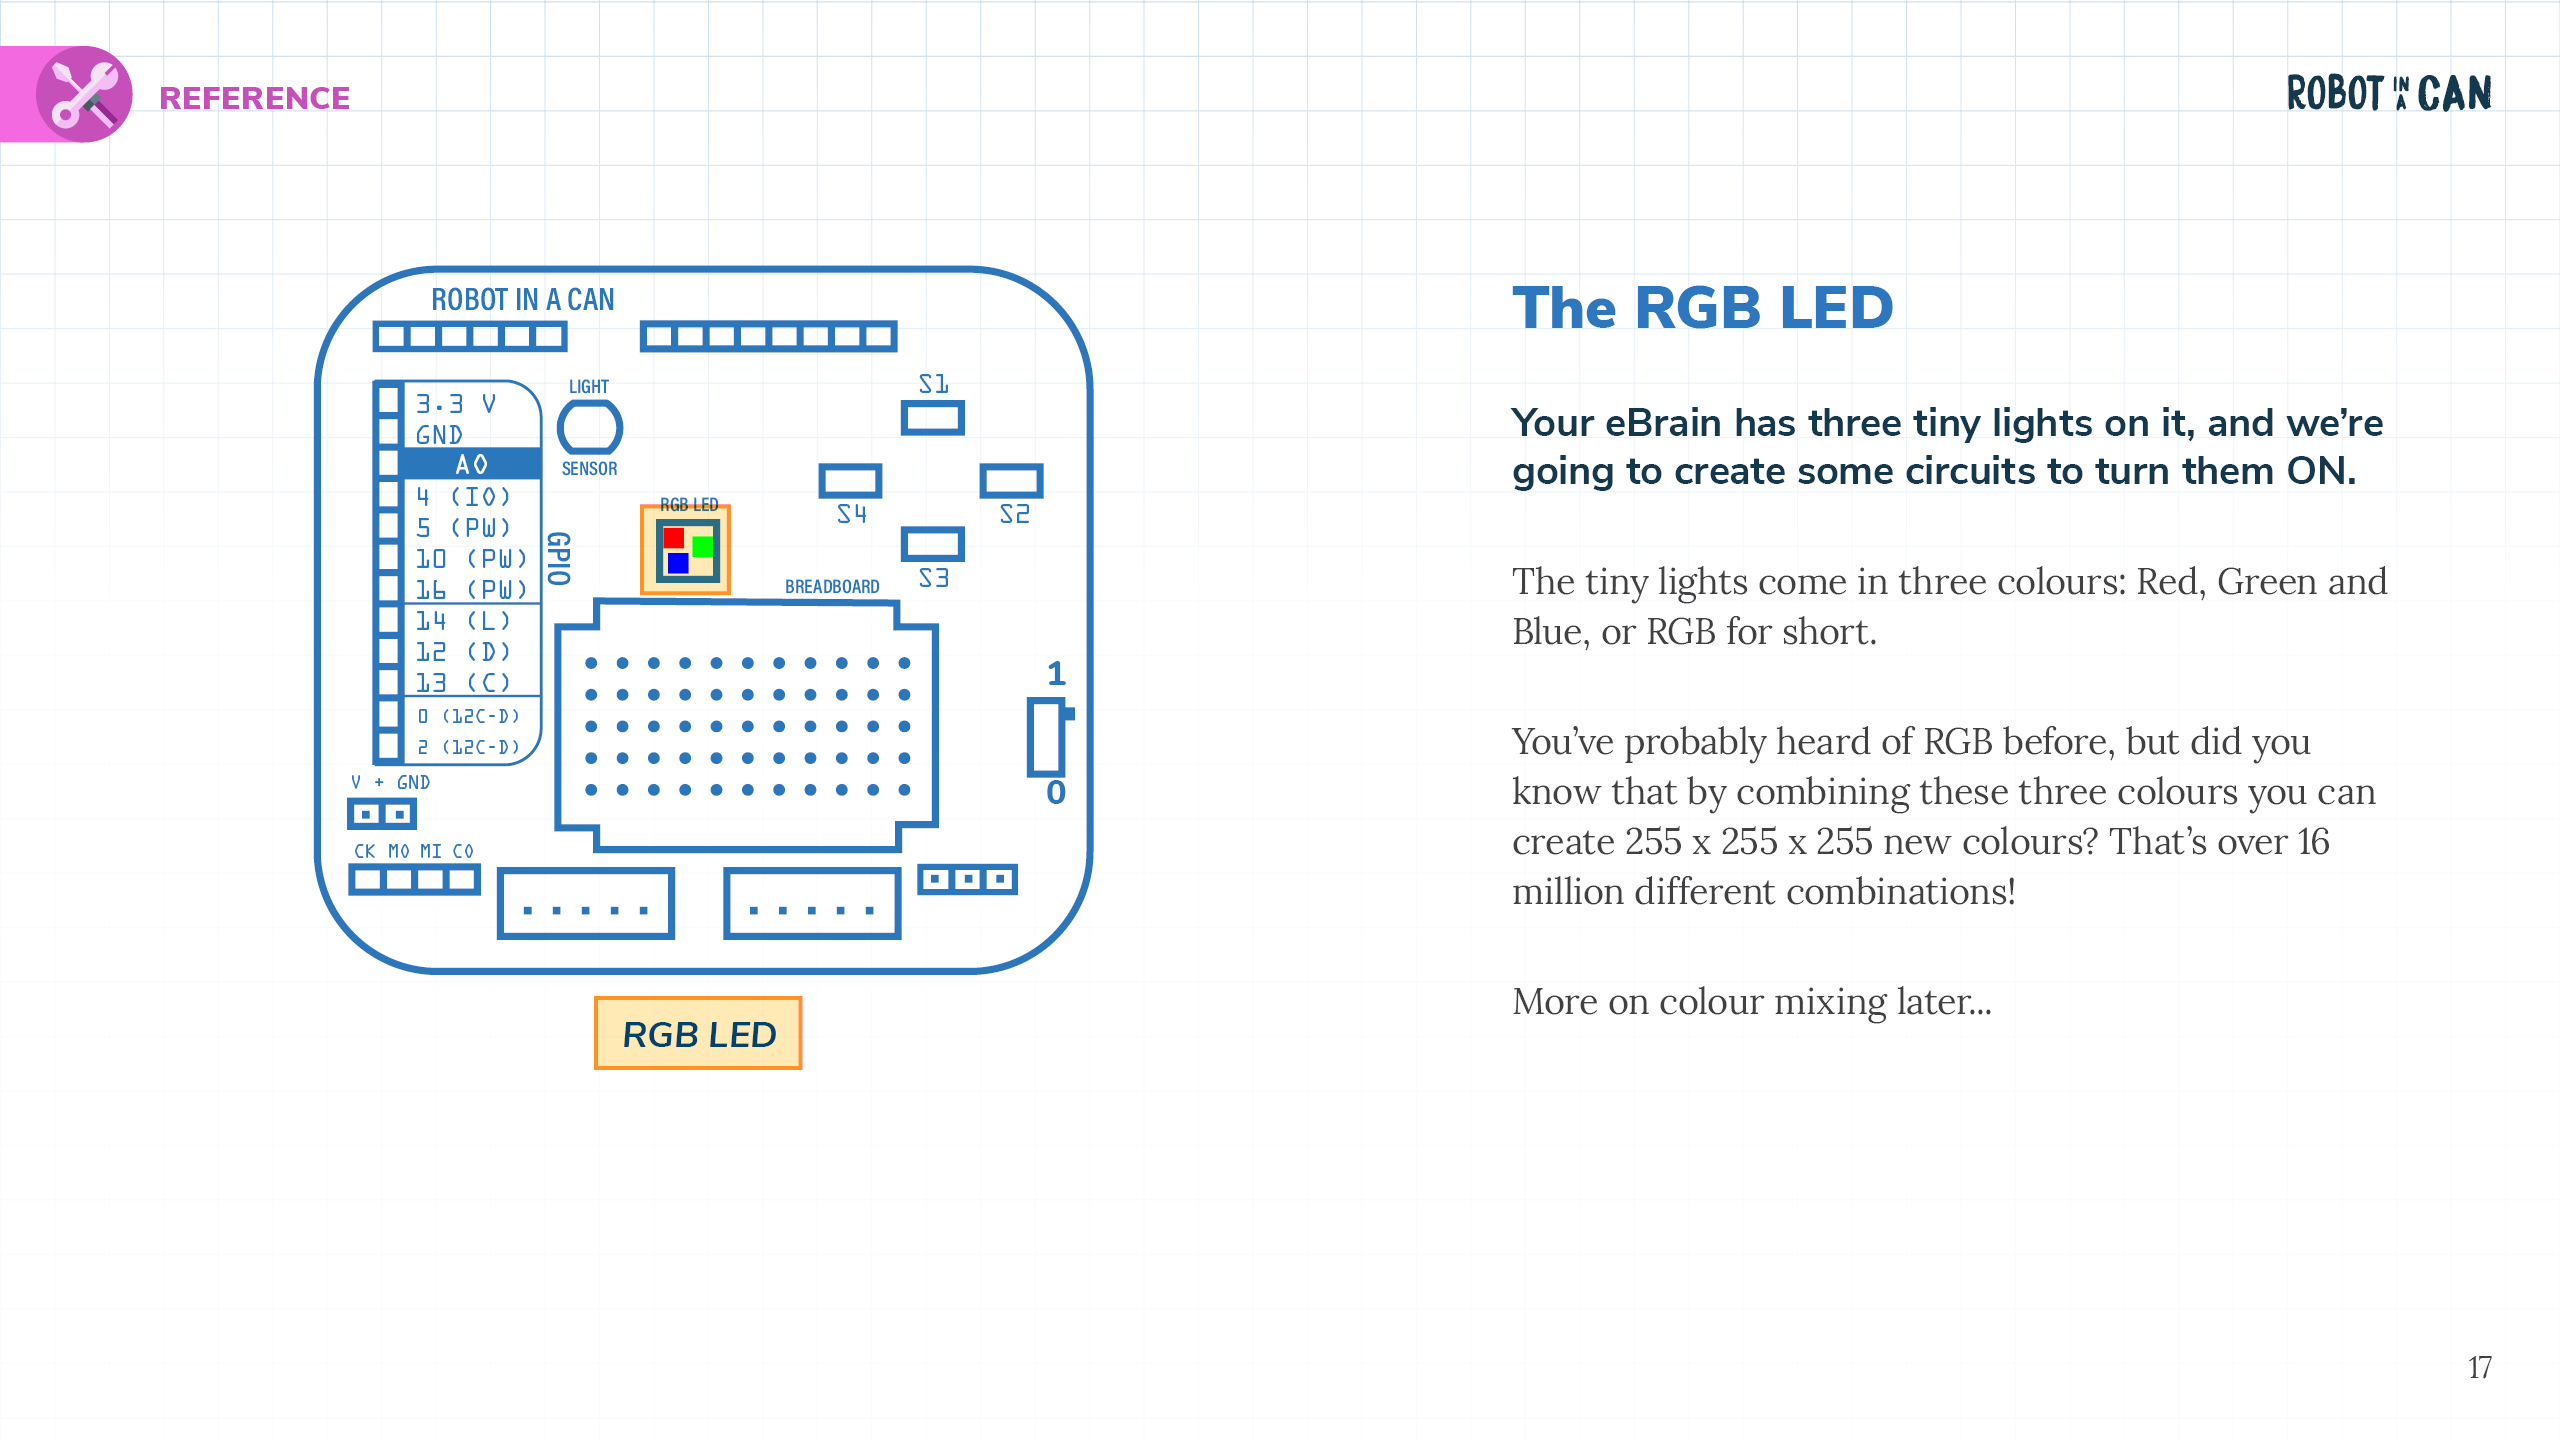 REFERENCE
ROBOT IN A CAN
ROBOT IN A CAN
LIGHT
SENSOR
3.3 V
GND
A0
4 (IO)
5 (PW)
10 (PW)
16 (PW)
14 (L)
12 (D)
13 (C)
0 (I2C-D)
2 (I2C-D)
GPIO
S1
S4
S2
S3
RGB LED
BREADBOARD
1
0
V + GND
CK MO MI CO
RGB LED
The RGB LED
Your eBrain has three tiny lights on it, and we’re
going to create some circuits to turn them ON.
The tiny lights come in three colours: Red, Green and
Blue, or RGB for short.
You’ve probably heard of RGB before, but did you
know that by combining these three colours you can
create 255 x 255 x 255 new colours? That’s over 16
million different combinations!
More on colour mixing later...
17